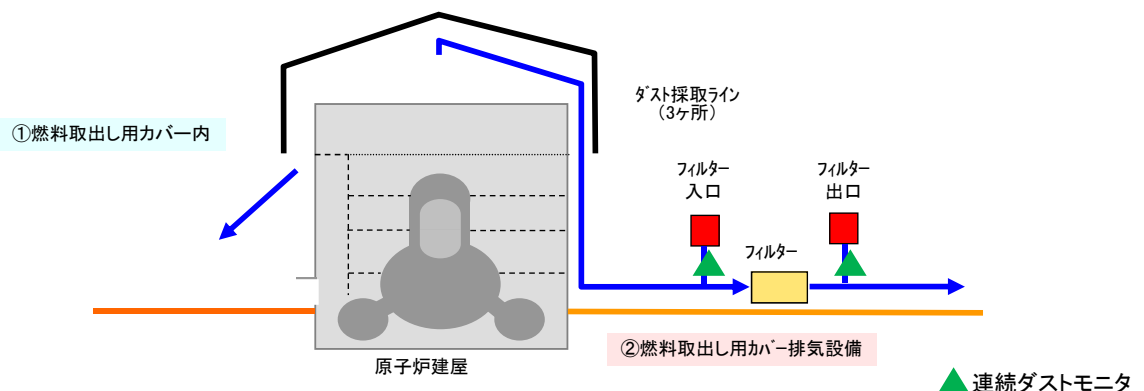 ダスト採取ライン
（3ヶ所）
①燃料取出し用カバー内
フィルター
入口
フィルター
出口
フィルター
②燃料取出し用カバー排気設備
原子炉建屋
連続ダストモニタ